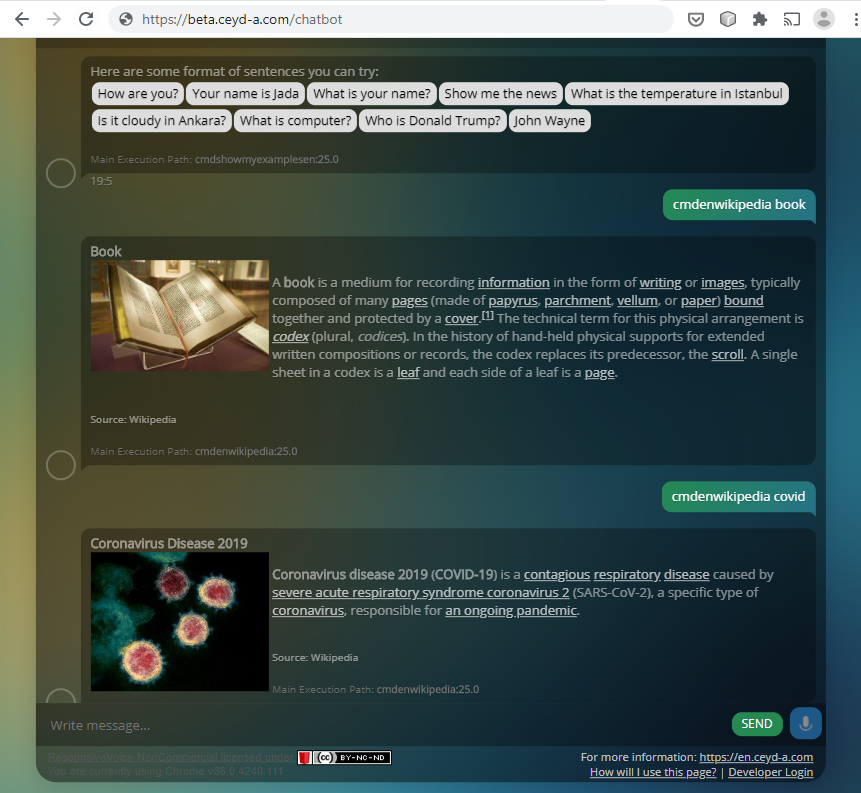 https://beta.ceyd-a.com/chatbot
Here are some format of sentences you can try:
How are you? Your name is Jada What is your name? Show me the news What is the temperature in Istanbul
Is it cloudy in Ankara? What is computer? Who is Donald Trump? John Wayne
Main Execution Path: cmdshowmyexamplesen:25.0
19:5
cmdenwikipedia book
Book
A book is a medium for recording information in the form of writing or images, typically
composed of many pages (made of papyrus, parchment, vellum, or paper) bound
together and protected by a cover.[1] The technical term for this physical arrangement is
codex (plural, codices). In the history of hand-held physical supports for extended
written compositions or records, the codex replaces its predecessor, the scroll. A single
sheet in a codex is a leaf and each side of a leaf is a page.
Source: Wikipedia
Main Execution Path: cmdenwikipedia:25.0
cmdenwikipedia covid
Coronavirus Disease 2019
Coronavirus disease 2019 (COVID-19) is a contagious respiratory disease caused by
severe acute respiratory syndrome coronavirus 2 (SARS-CoV-2), a specific type of
coronavirus, responsible for an ongoing pandemic.
Source: Wikipedia
Main Execution Path: cmdenwikipedia:25.0
Write message...
SEND
ResponsiveVoice-NonCommercial licensed under (cc) BY-NC-ND
For more information: https://en.ceyd-a.com
You are currently using Chrome v86.0.4240.111
How will I use this page? | Developer Login